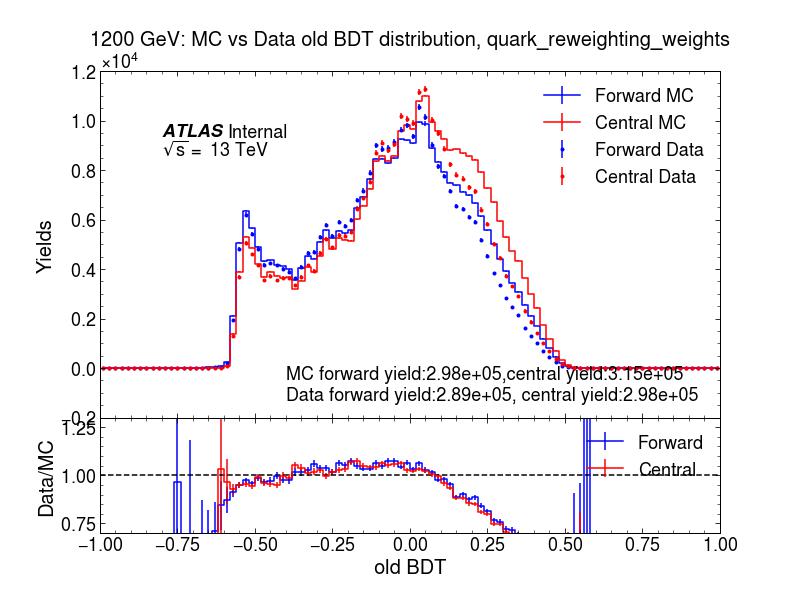 1200 GeV: MC vs Data old BDT distribution, quark_reweighting_weights
×10⁴
1.2
1.0
0.8
0.6
0.4
0.2
0.0
0.2
Yields
ATLAS Internal
√s = 13 TeV
Forward MC
Central MC
Forward Data
Central Data
MC forward yield:2.98e+05,central yield:3.15e+05
Data forward yield:2.89e+05, central yield:2.98e+05
1.25
1.00
0.75
Data/MC
Forward
Central
−1.00 −0.75 −0.50 −0.25 0.00 0.25 0.50 0.75 1.00
old BDT